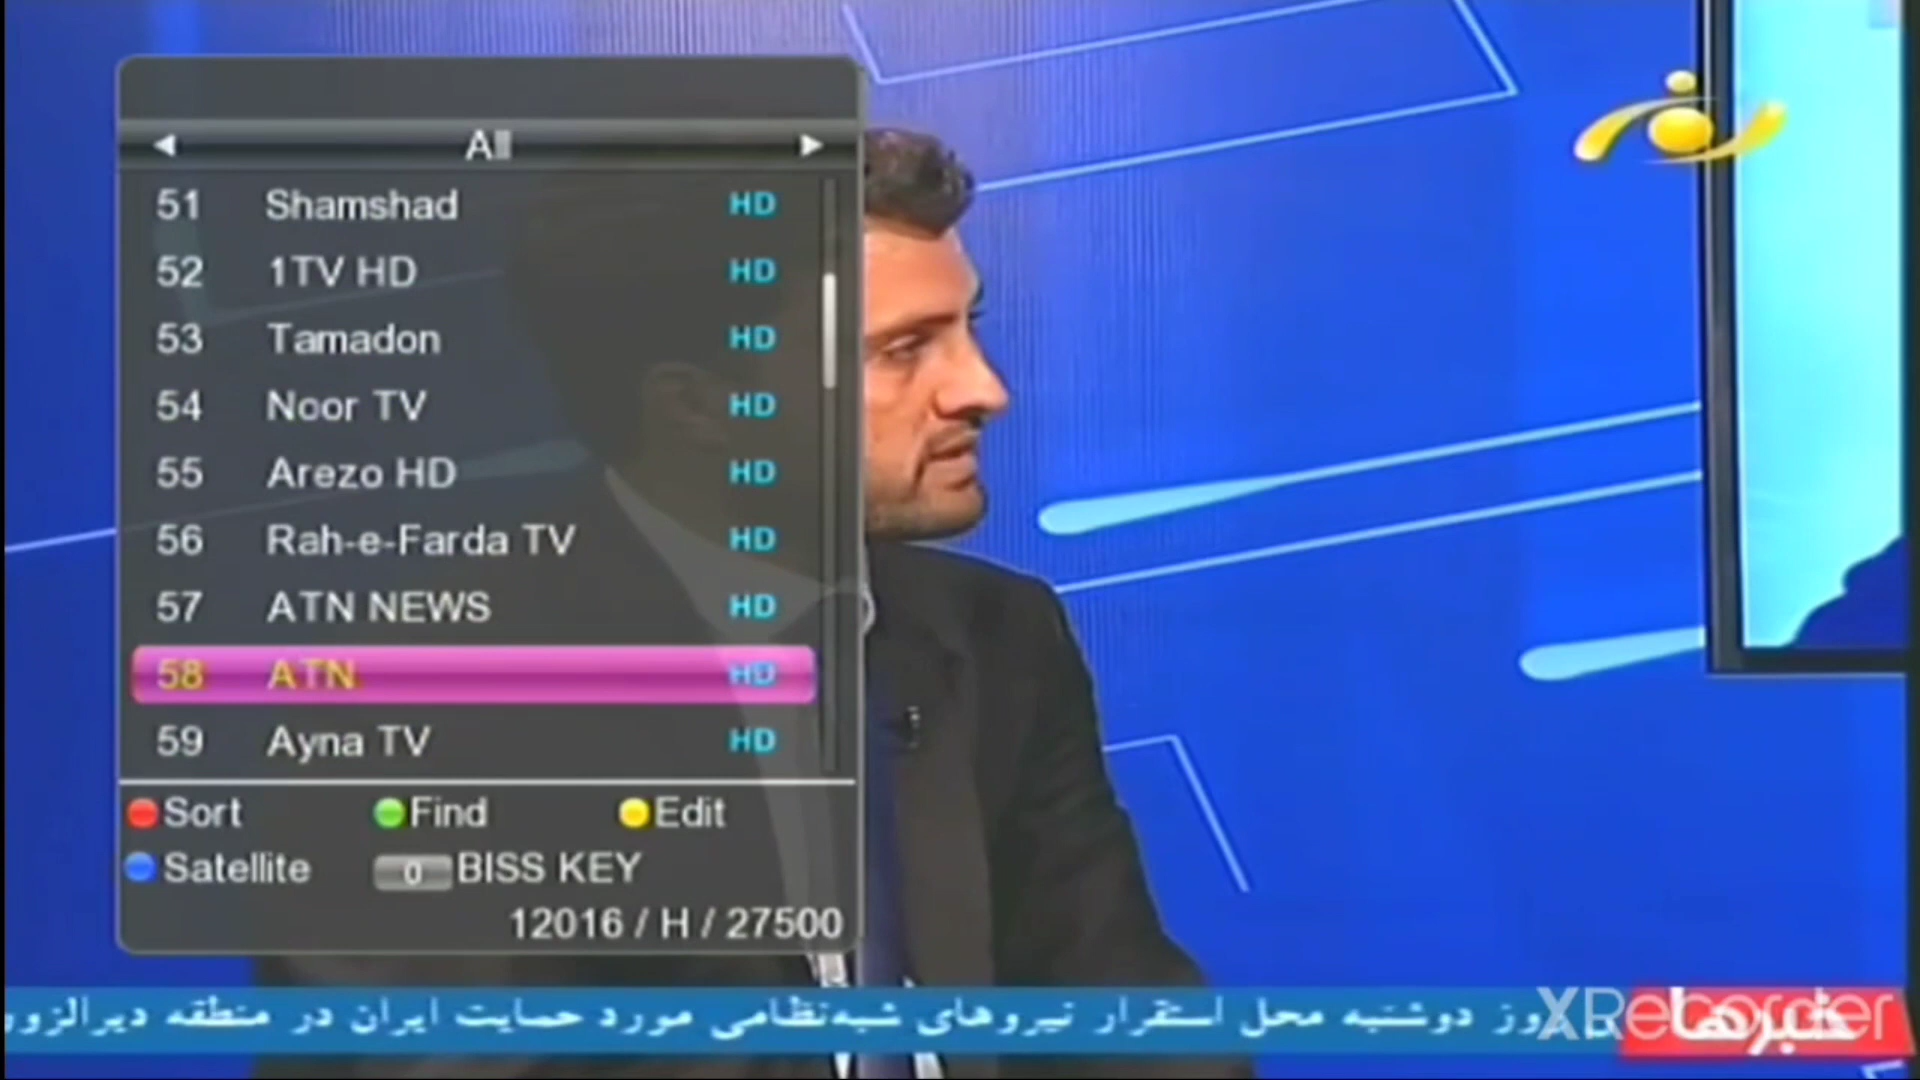 All
51 Shamshad HD
52 1TV HD HD
53 Tamadon HD
54 Noor TV HD
55 Arezo HD HD
56 Rah-e-Farda TV HD
57 ATN NEWS HD
58 ATN HD
59 Ayna TV HD
Sort Find Edit
Satellite 0 BISS KEY
12016 / H / 27500
روز دوشنبه محل استقرار نیروهای شبه‌نظامی مورد حمایت ایران در منطقه دیرالزور
خبرها
XRecorder